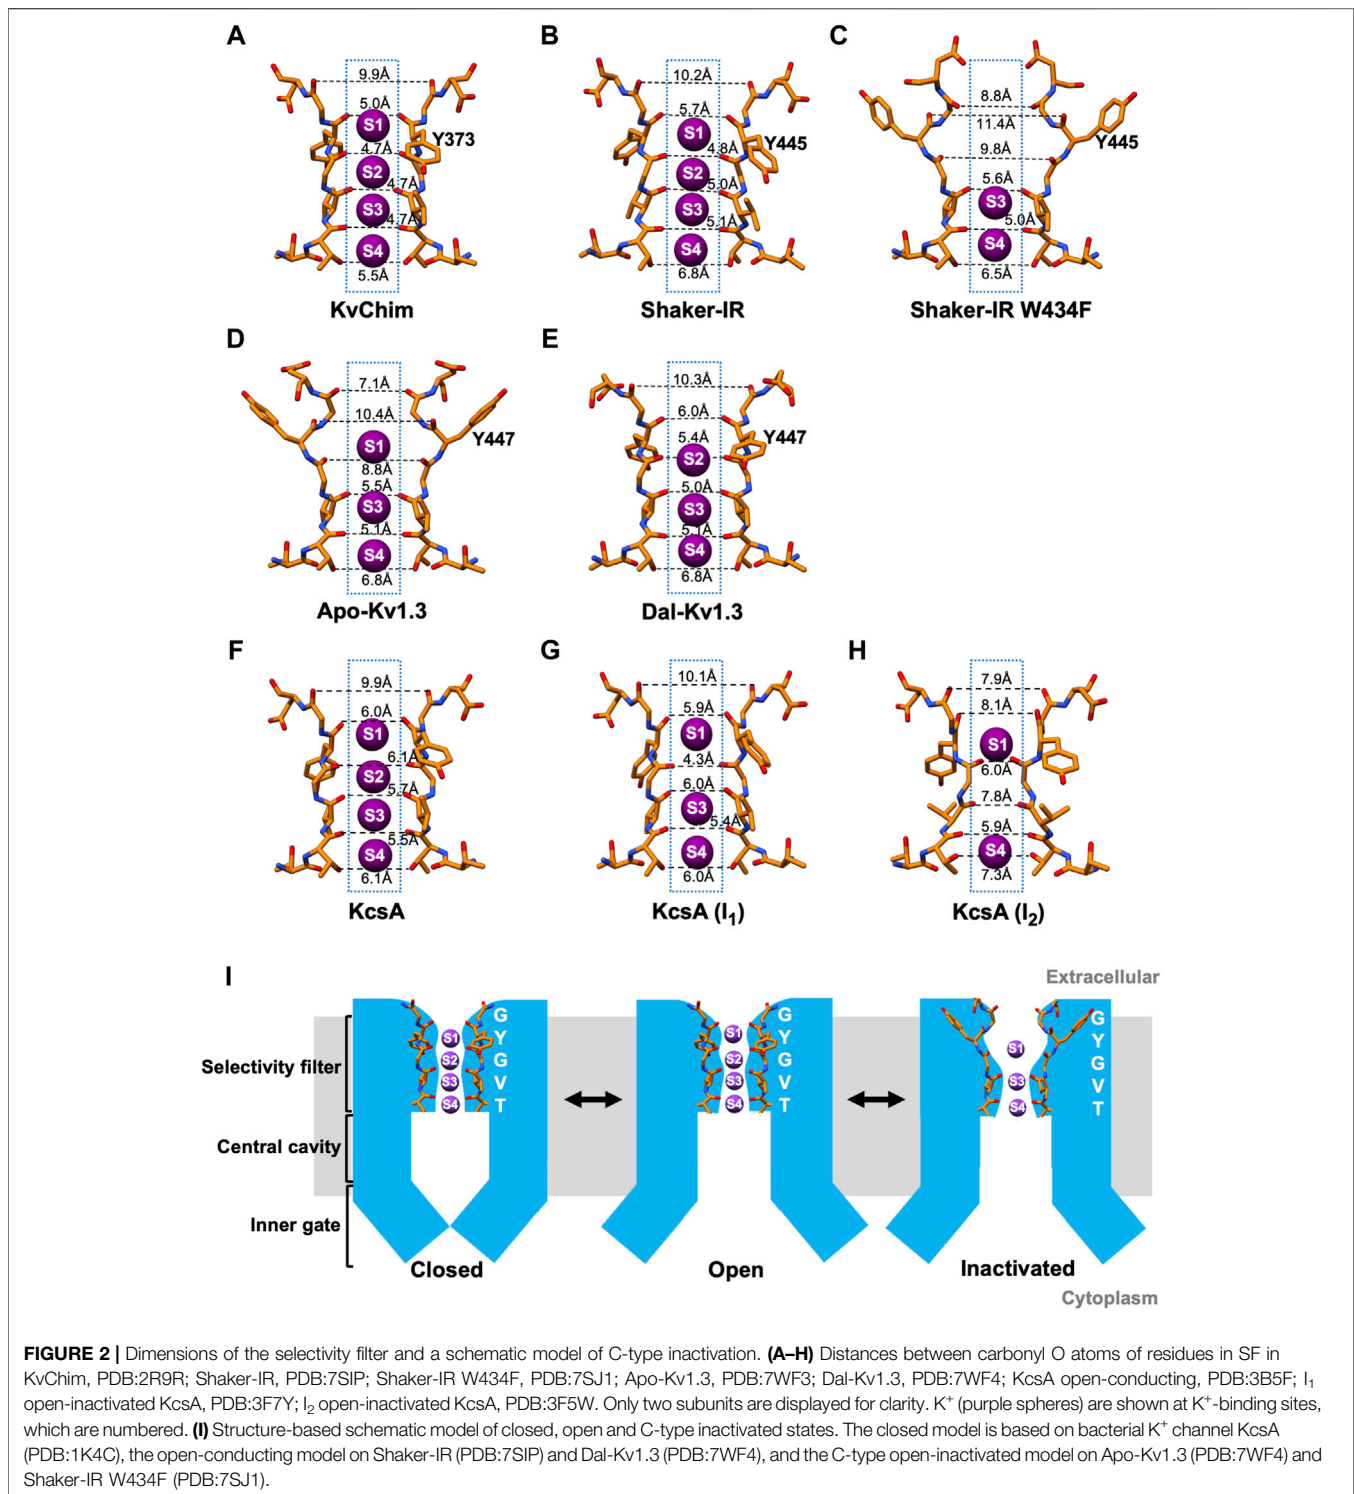 A
9.9Å
5.0Å
S1
Y373
4.7Å
S2
4.7Å
S3
4.7Å
S4
5.5Å
KvChim
B
10.2Å
5.7Å
S1
Y445
4.8Å
S2
5.0Å
S3
5.1Å
S4
6.8Å
Shaker-IR
C
8.8Å
11.4Å
Y445
9.8Å
5.6Å
S3
5.0Å
S4
6.5Å
Shaker-IR W434F
D
7.1Å
10.4Å
Y447
S1
8.8Å
5.5Å
S3
5.1Å
S4
6.8Å
Apo-Kv1.3
E
10.3Å
6.0Å
5.4Å
Y447
S2
5.0Å
S3
5.1Å
S4
6.8Å
Dal-Kv1.3
F
9.9Å
6.0Å
S1
6.1Å
S2
5.7Å
S3
5.5Å
S4
6.1Å
KcsA
G
10.1Å
5.9Å
S1
4.3Å
6.0Å
S3
5.4Å
S4
6.0Å
KcsA (I1)
H
7.9Å
8.1Å
S1
6.0Å
7.8Å
5.9Å
S4
7.3Å
KcsA (I2)
I
Extracellular
Selectivity filter
Central cavity
Inner gate
S1
S2
S3
S4
G
Y
G
V
T
Closed
S1
S2
S3
S4
G
Y
G
V
T
Open
S1
S3
S4
G
Y
G
V
T
Inactivated
Cytoplasm
FIGURE 2 | Dimensions of the selectivity filter and a schematic model of C-type inactivation. (A–H) Distances between carbonyl O atoms of residues in SF in
KvChim, PDB:2R9R; Shaker-IR, PDB:7SIP; Shaker-IR W434F, PDB:7SJ1; Apo-Kv1.3, PDB:7WF3; Dal-Kv1.3, PDB:7WF4; KcsA open-conducting, PDB:3B5F; I1
open-inactivated KcsA, PDB:3F7Y; I2 open-inactivated KcsA, PDB:3F5W. Only two subunits are displayed for clarity. K+ (purple spheres) are shown at K+-binding sites,
which are numbered. (I) Structure-based schematic model of closed, open and C-type inactivated states. The closed model is based on bacterial K+ channel KcsA
(PDB:1K4C), the open-conducting model on Shaker-IR (PDB:7SIP) and Dal-Kv1.3 (PDB:7WF4), and the C-type open-inactivated model on Apo-Kv1.3 (PDB:7WF4) and
Shaker-IR W434F (PDB:7SJ1).